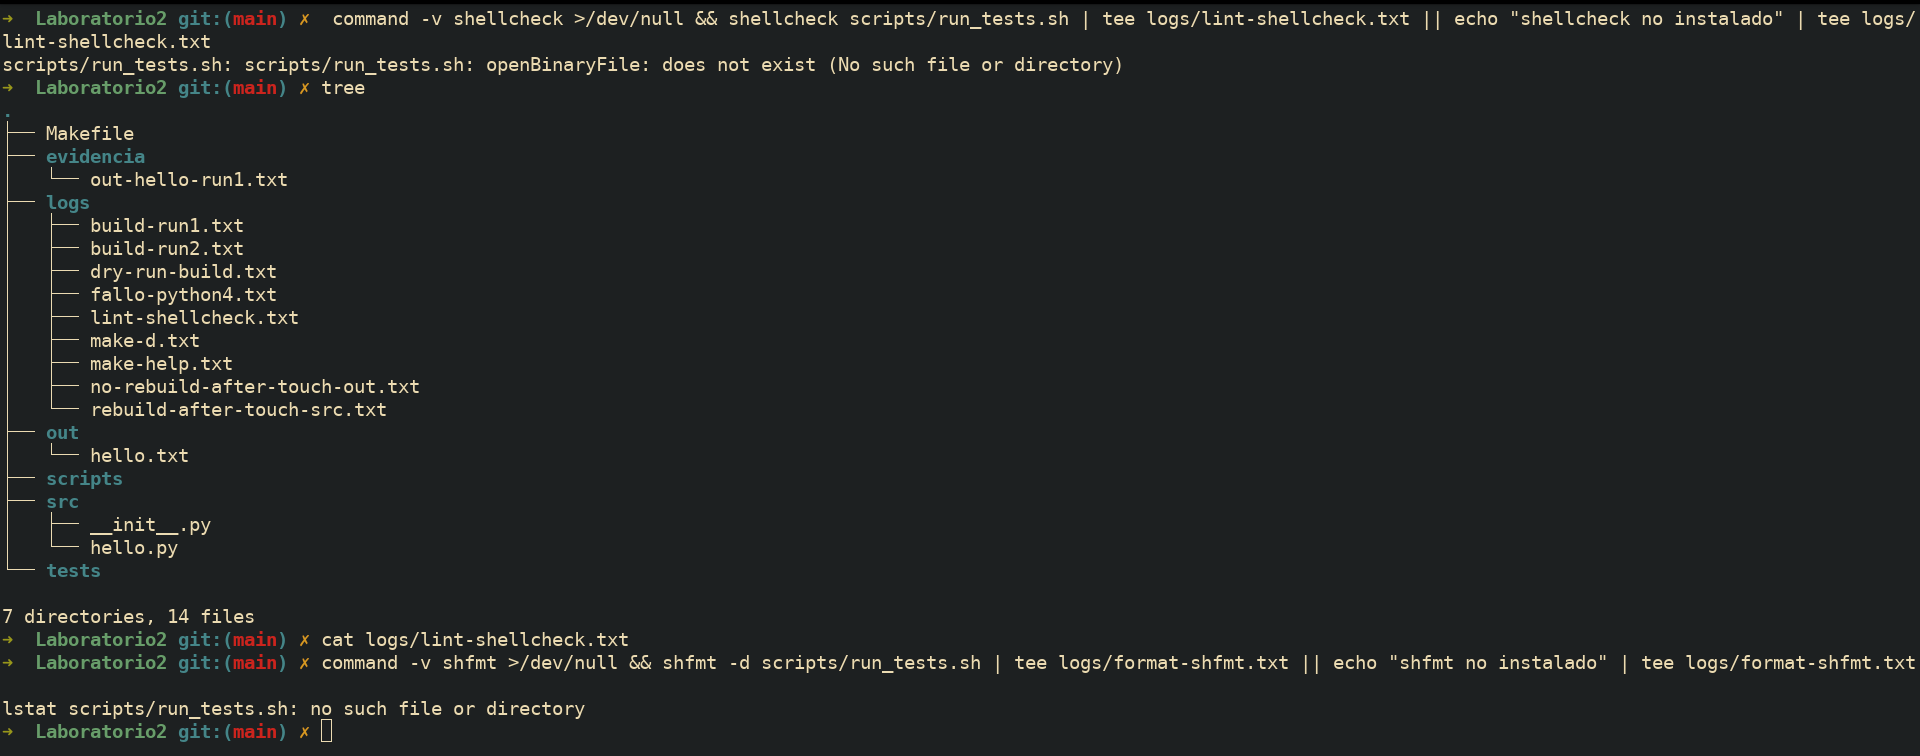 ➜  Laboratorio2 git:(main) ✗  command -v shellcheck >/dev/null && shellcheck scripts/run_tests.sh | tee logs/lint-shellcheck.txt || echo "shellcheck no instalado" | tee logs/
lint-shellcheck.txt
scripts/run_tests.sh: scripts/run_tests.sh: openBinaryFile: does not exist (No such file or directory)
➜  Laboratorio2 git:(main) ✗ tree
.
├── Makefile
├── evidencia
│   └── out-hello-run1.txt
├── logs
│   ├── build-run1.txt
│   ├── build-run2.txt
│   ├── dry-run-build.txt
│   ├── fallo-python4.txt
│   ├── lint-shellcheck.txt
│   ├── make-d.txt
│   ├── make-help.txt
│   ├── no-rebuild-after-touch-out.txt
│   └── rebuild-after-touch-src.txt
├── out
│   └── hello.txt
├── scripts
├── src
│   ├── __init__.py
│   └── hello.py
└── tests

7 directories, 14 files
➜  Laboratorio2 git:(main) ✗ cat logs/lint-shellcheck.txt
➜  Laboratorio2 git:(main) ✗ command -v shfmt >/dev/null && shfmt -d scripts/run_tests.sh | tee logs/format-shfmt.txt || echo "shfmt no instalado" | tee logs/format-shfmt.txt

lstat scripts/run_tests.sh: no such file or directory
➜  Laboratorio2 git:(main) ✗